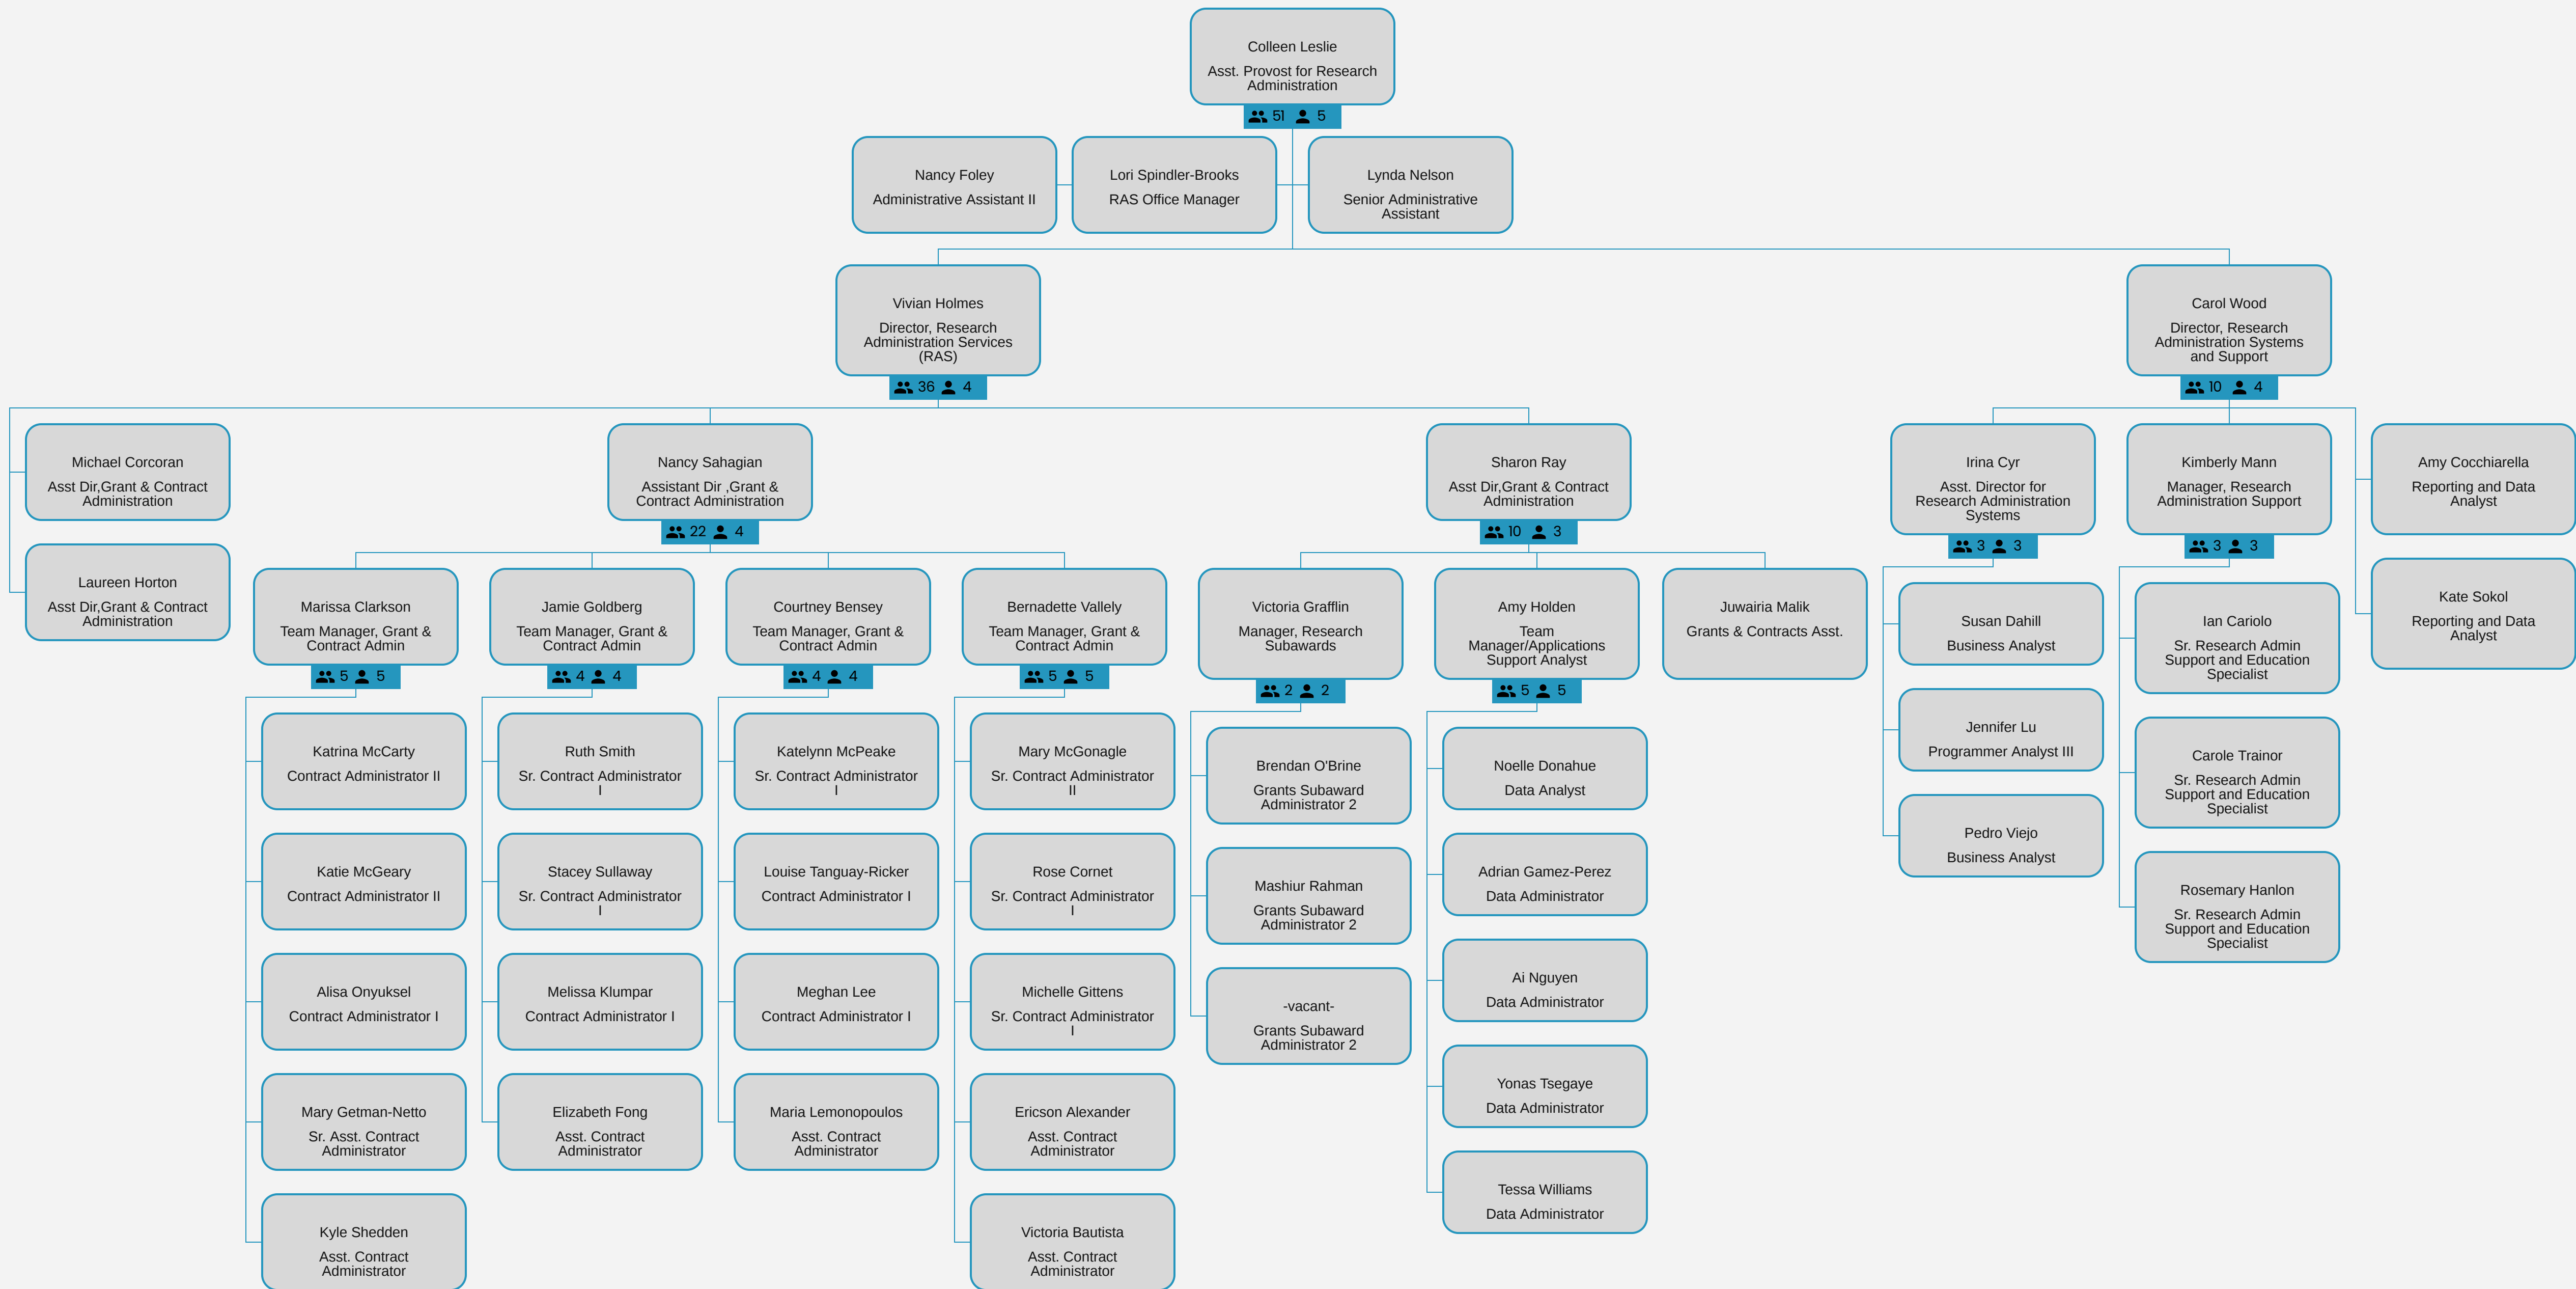 Colleen Leslie
Asst. Provost for Research
Administration
51 5
Nancy Foley
Administrative Assistant II
Lori Spindler-Brooks
RAS Office Manager
Lynda Nelson
Senior Administrative
Assistant
Vivian Holmes
Director, Research
Administration Services
(RAS)
36 4
Carol Wood
Director, Research
Administration Systems
and Support
10 4
Michael Corcoran
Asst Dir,Grant & Contract
Administration
Laureen Horton
Asst Dir,Grant & Contract
Administration
Nancy Sahagian
Assistant Dir ,Grant &
Contract Administration
22 4
Marissa Clarkson
Team Manager, Grant &
Contract Admin
5 5
Katrina McCarty
Contract Administrator II
Katie McGeary
Contract Administrator II
Alisa Onyuksel
Contract Administrator I
Mary Getman-Netto
Sr. Asst. Contract
Administrator
Kyle Shedden
Asst. Contract
Administrator
Jamie Goldberg
Team Manager, Grant &
Contract Admin
4 4
Ruth Smith
Sr. Contract Administrator
I
Stacey Sullaway
Sr. Contract Administrator
I
Melissa Klumpar
Contract Administrator I
Elizabeth Fong
Asst. Contract
Administrator
Courtney Bensey
Team Manager, Grant &
Contract Admin
4 4
Katelynn McPeake
Sr. Contract Administrator
I
Louise Tanguay-Ricker
Contract Administrator I
Meghan Lee
Contract Administrator I
Maria Lemonopoulos
Asst. Contract
Administrator
Bernadette Vallely
Team Manager, Grant &
Contract Admin
5 5
Mary McGonagle
Sr. Contract Administrator
II
Rose Cornet
Sr. Contract Administrator
I
Michelle Gittens
Sr. Contract Administrator
I
Ericson Alexander
Asst. Contract
Administrator
Victoria Bautista
Asst. Contract
Administrator
Sharon Ray
Asst Dir,Grant & Contract
Administration
10 3
Victoria Grafflin
Manager, Research
Subawards
2 2
Brendan O'Brine
Grants Subaward
Administrator 2
Mashiur Rahman
Grants Subaward
Administrator 2
-vacant-
Grants Subaward
Administrator 2
Amy Holden
Team
Manager/Applications
Support Analyst
5 5
Noelle Donahue
Data Analyst
Adrian Gamez-Perez
Data Administrator
Ai Nguyen
Data Administrator
Yonas Tsegaye
Data Administrator
Tessa Williams
Data Administrator
Juwairia Malik
Grants & Contracts Asst.
Irina Cyr
Asst. Director for
Research Administration
Systems
3 3
Susan Dahill
Business Analyst
Jennifer Lu
Programmer Analyst III
Pedro Viejo
Business Analyst
Kimberly Mann
Manager, Research
Administration Support
3 3
Ian Cariolo
Sr. Research Admin
Support and Education
Specialist
Carole Trainor
Sr. Research Admin
Support and Education
Specialist
Rosemary Hanlon
Sr. Research Admin
Support and Education
Specialist
Amy Cocchiarella
Reporting and Data
Analyst
Kate Sokol
Reporting and Data
Analyst